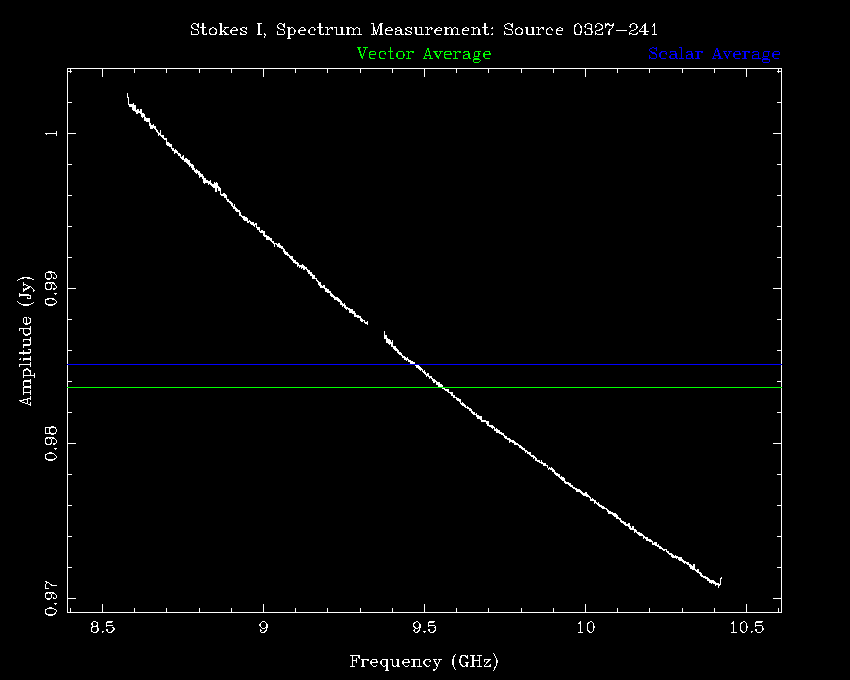 Stokes I, Spectrum Measurement: Source 0327-241
Vector Average
Scalar Average
1
0.99
0.98
0.97
Amplitude (Jy)
8.5
9
9.5
10
10.5
Frequency (GHz)